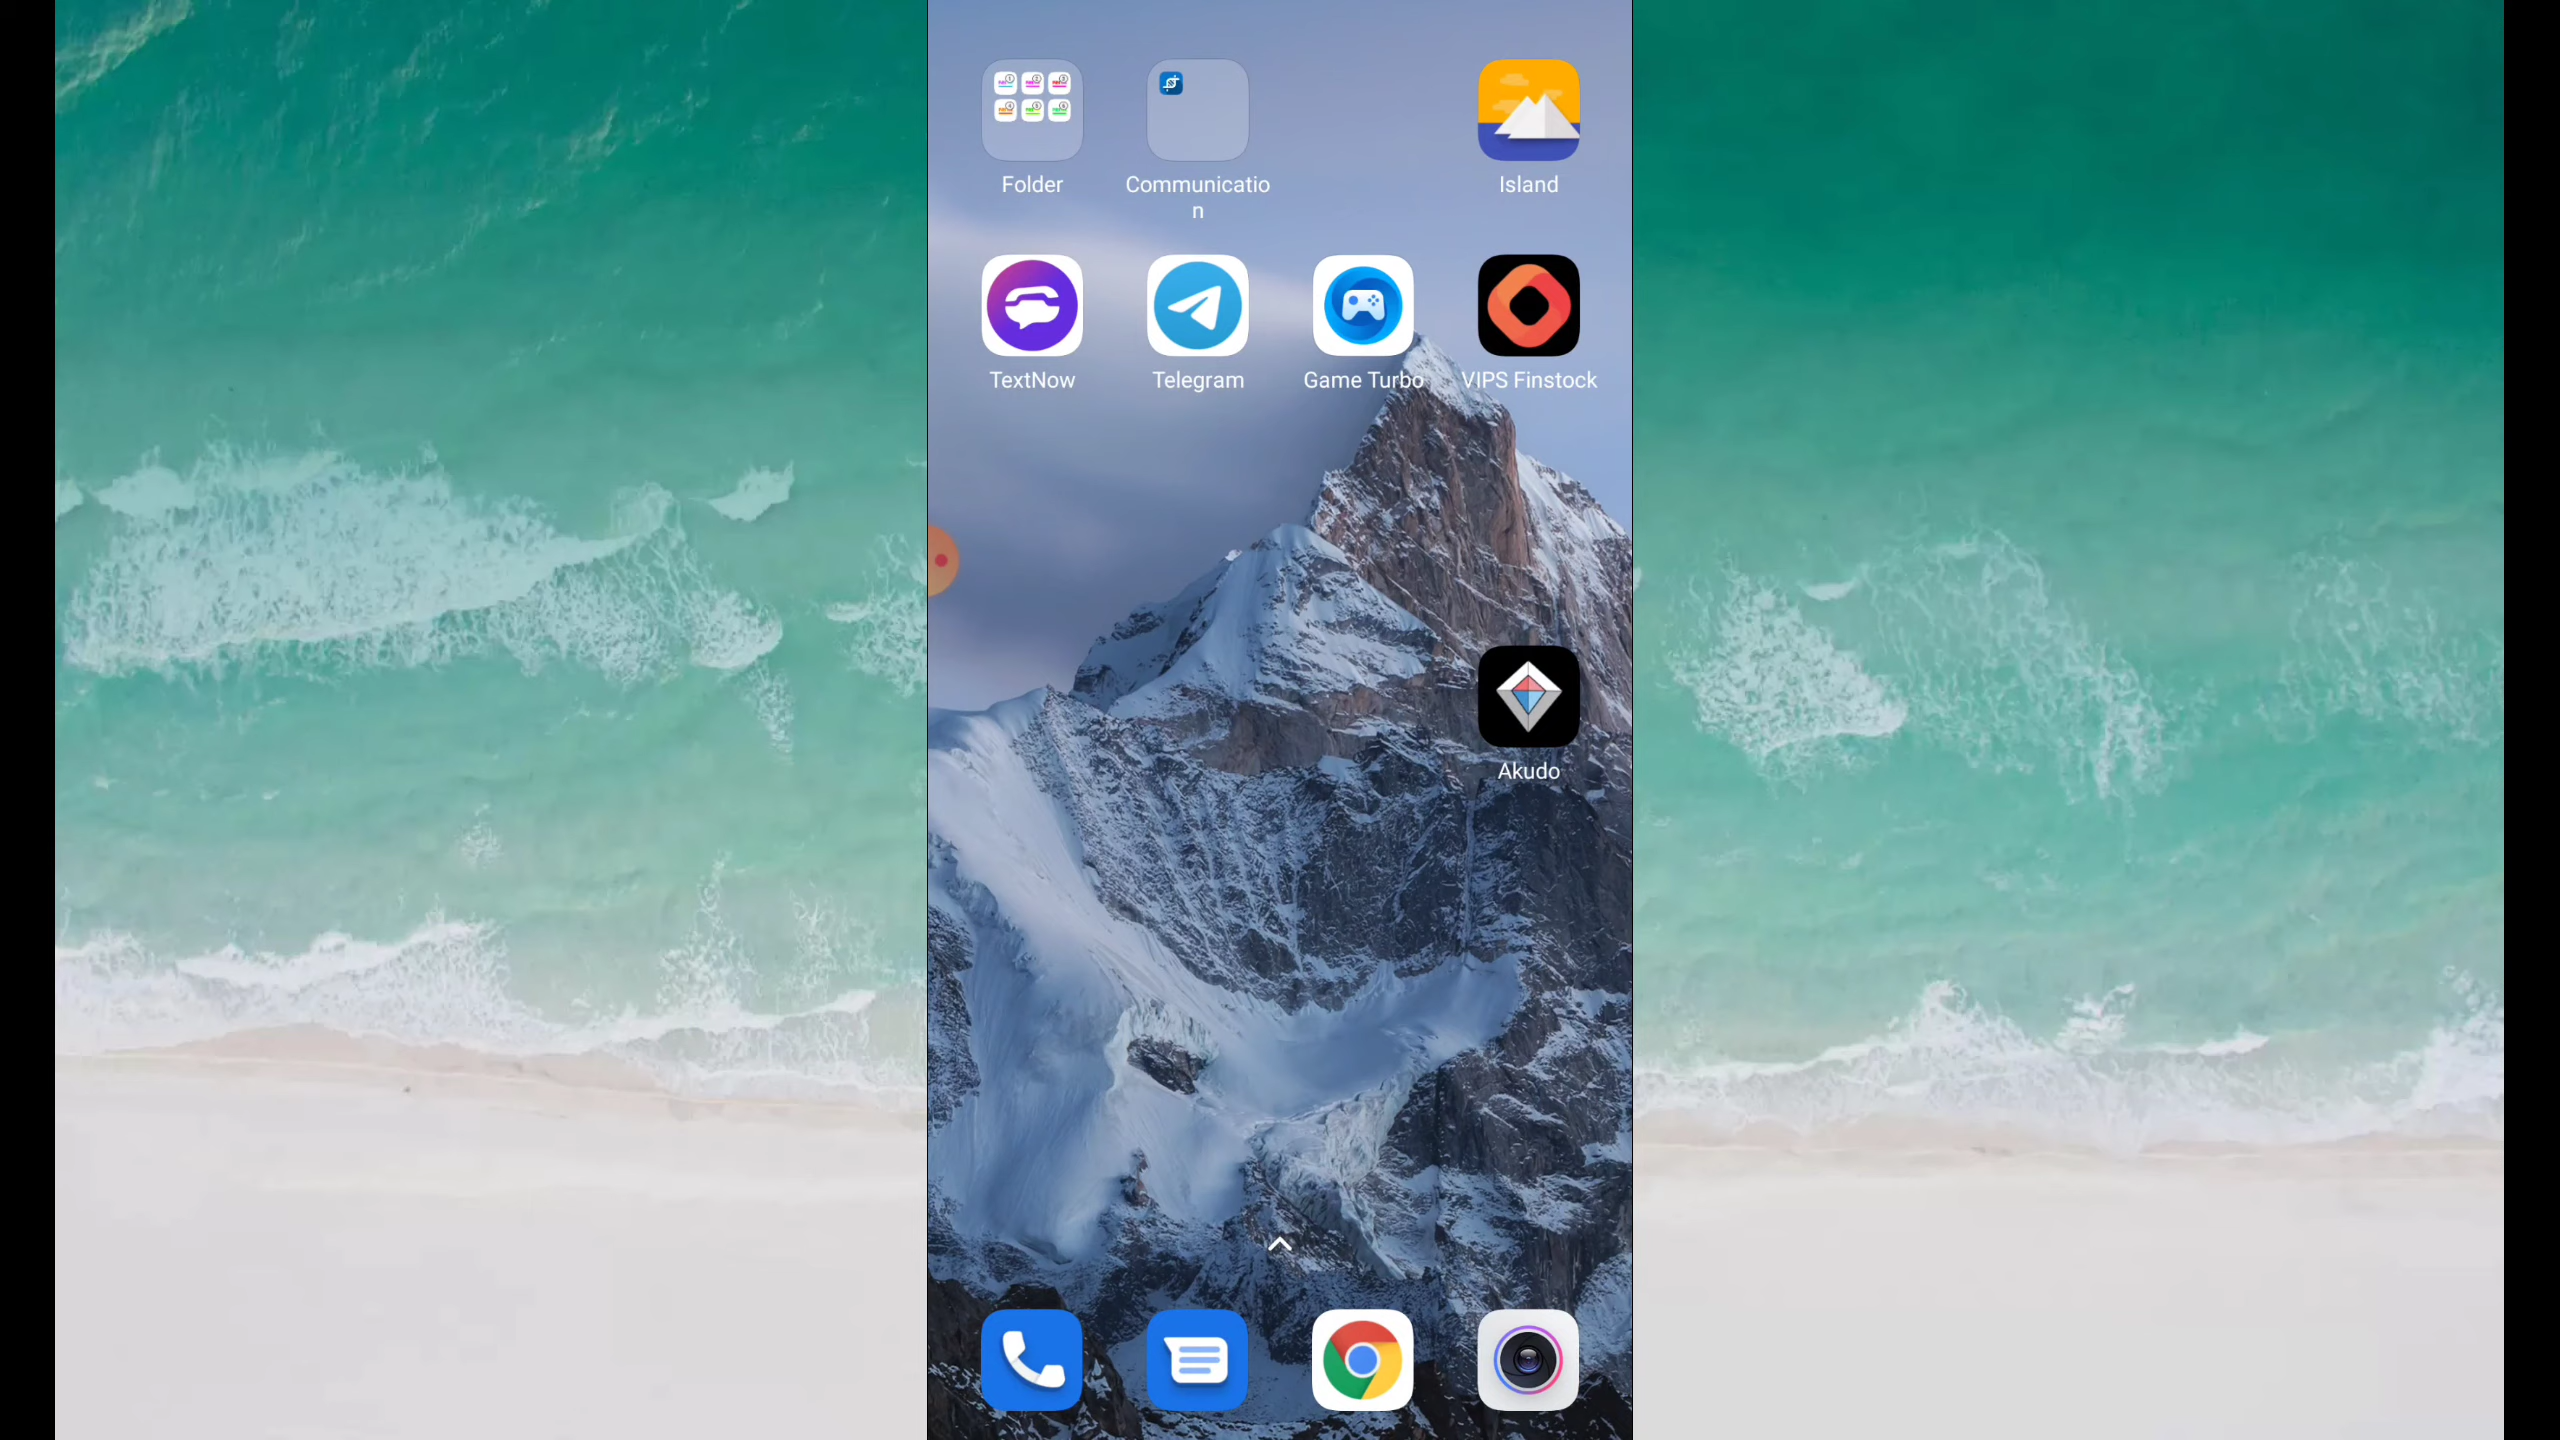 Folder
Communicatio
n
Island
TextNow
Telegram
Game Turbo
VIPS Finstock
Akudo